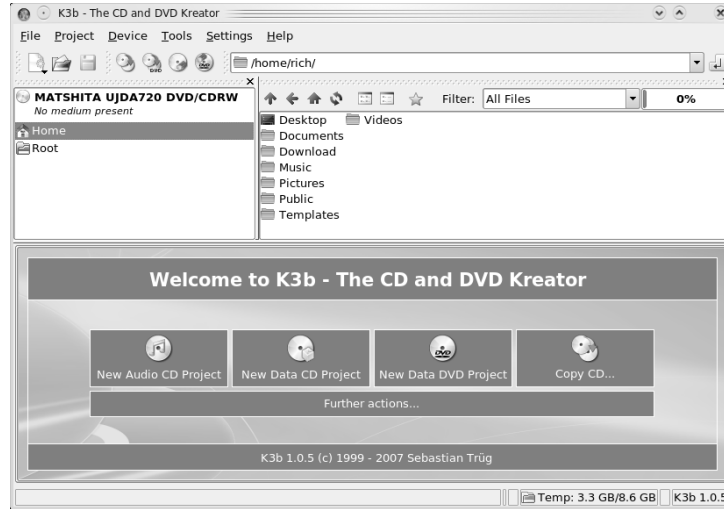 K3b - The CD and DVD Kreator
File Project Device Tools Settings Help
/home/rich/
MATSHITA UJDA720 DVD/CDRW
No medium present
Home
Root
Filter: All Files 0%
Desktop Videos
Documents
Download
Music
Pictures
Public
Templates
Welcome to K3b - The CD and DVD Kreator
New Audio CD Project New Data CD Project New Data DVD Project Copy CD...
Further actions...
K3b 1.0.5 (c) 1999 - 2007 Sebastian Trüg
Temp: 3.3 GB/8.6 GB K3b 1.0.5